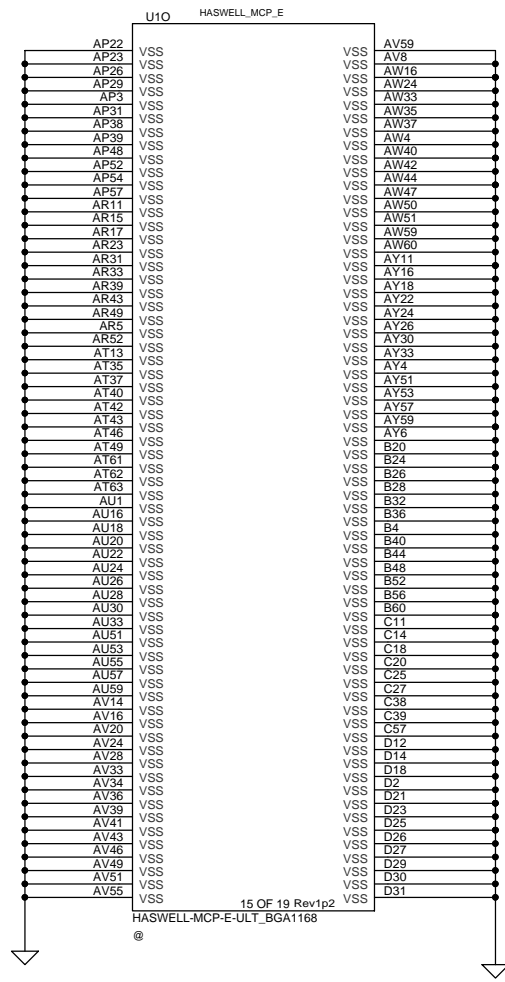 U1O HASWELL_MCP_E
AP22 VSS VSS AV59
AP23 VSS VSS AV8
AP26 VSS VSS AW16
AP29 VSS VSS AW24
AP3 VSS VSS AW33
AP31 VSS VSS AW35
AP38 VSS VSS AW37
AP39 VSS VSS AW4
AP48 VSS VSS AW40
AP52 VSS VSS AW42
AP54 VSS VSS AW44
AP57 VSS VSS AW47
AR11 VSS VSS AW50
AR15 VSS VSS AW51
AR17 VSS VSS AW59
AR23 VSS VSS AW60
AR31 VSS VSS AY11
AR33 VSS VSS AY16
AR39 VSS VSS AY18
AR43 VSS VSS AY22
AR49 VSS VSS AY24
AR5 VSS VSS AY26
AR52 VSS VSS AY30
AT13 VSS VSS AY33
AT35 VSS VSS AY4
AT37 VSS VSS AY51
AT40 VSS VSS AY53
AT42 VSS VSS AY57
AT43 VSS VSS AY59
AT46 VSS VSS AY6
AT49 VSS VSS B20
AT61 VSS VSS B24
AT62 VSS VSS B26
AT63 VSS VSS B28
AU1 VSS VSS B32
AU16 VSS VSS B36
AU18 VSS VSS B4
AU20 VSS VSS B40
AU22 VSS VSS B44
AU24 VSS VSS B48
AU26 VSS VSS B52
AU28 VSS VSS B56
AU30 VSS VSS B60
AU33 VSS VSS C11
AU51 VSS VSS C14
AU53 VSS VSS C18
AU55 VSS VSS C20
AU57 VSS VSS C25
AU59 VSS VSS C27
AV14 VSS VSS C38
AV16 VSS VSS C39
AV20 VSS VSS C57
AV24 VSS VSS D12
AV28 VSS VSS D14
AV33 VSS VSS D18
AV34 VSS VSS D2
AV36 VSS VSS D21
AV39 VSS VSS D23
AV41 VSS VSS D25
AV43 VSS VSS D26
AV46 VSS VSS D27
AV49 VSS VSS D29
AV51 VSS VSS D30
AV55 VSS VSS D31
15 OF 19 Rev1p2
HASWELL-MCP-E-ULT_BGA1168
@